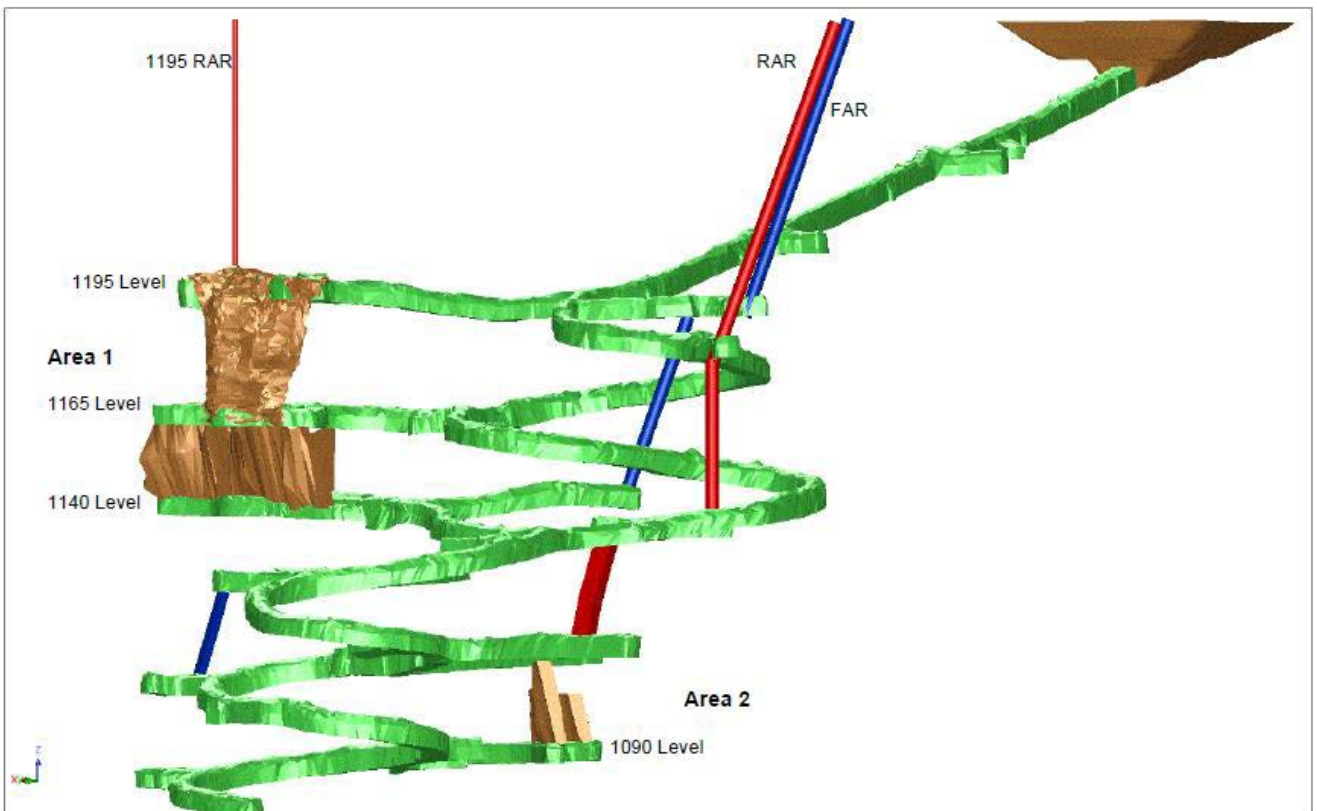 1195 RAR
RAR
FAR
1195 Level
Area 1
1165 Level
1140 Level
Area 2
1090 Level
z